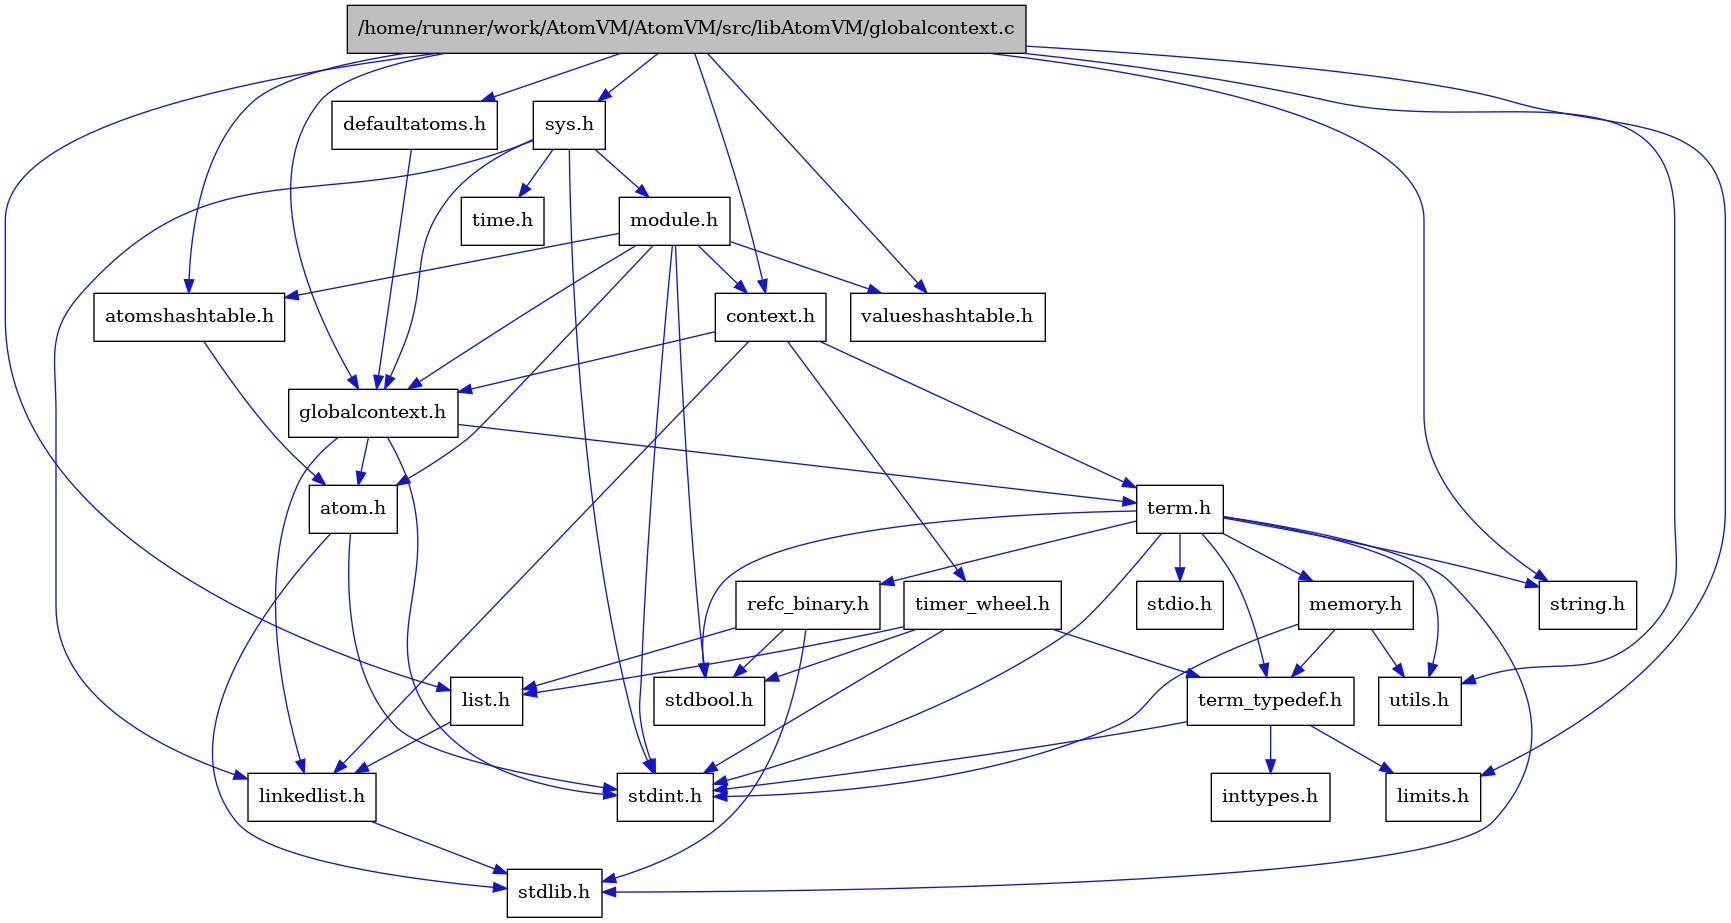 /home/runner/work/AtomVM/AtomVM/src/libAtomVM/globalcontext.c
defaultatoms.h
sys.h
time.h
module.h
atomshashtable.h
context.h
valueshashtable.h
globalcontext.h
atom.h
term.h
refc_binary.h
timer_wheel.h
stdio.h
memory.h
string.h
list.h
stdbool.h
term_typedef.h
utils.h
linkedlist.h
stdint.h
inttypes.h
limits.h
stdlib.h